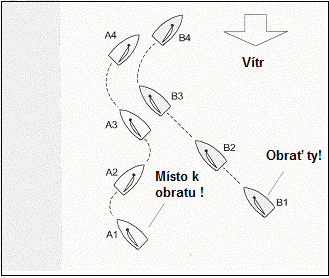 A4
B4
Vítr
B3
A3
B2
Obrať ty!
A2
Místo k
obratu !
B1
A1